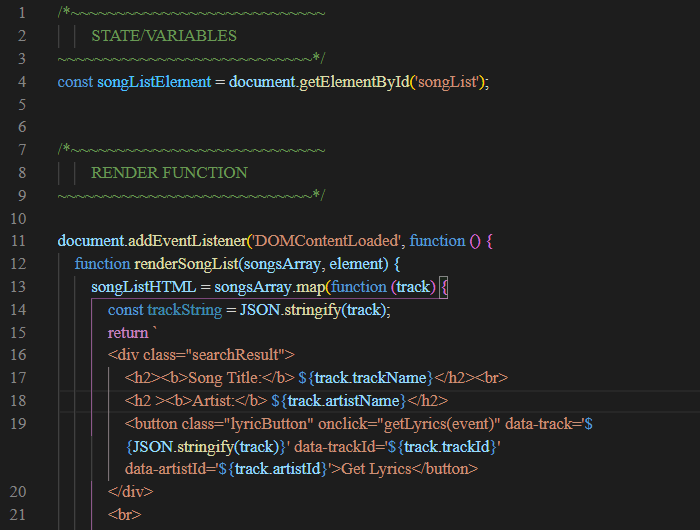 1 /*~~~~~~~~~~~~~~~~~~~~~~~~~~~~
2 STATE/VARIABLES
3 ~~~~~~~~~~~~~~~~~~~~~~~~~~~~*/
4 const songListElement = document.getElementById('songList');
5
6
7 /*~~~~~~~~~~~~~~~~~~~~~~~~~~~~
8 RENDER FUNCTION
9 ~~~~~~~~~~~~~~~~~~~~~~~~~~~~*/
10
11 document.addEventListener('DOMContentLoaded', function () {
12 function renderSongList(songsArray, element) {
13 songListHTML = songsArray.map(function (track) {
14 const trackString = JSON.stringify(track);
15 return `
16 <div class="searchResult">
17 <h2><b>Song Title:</b> ${track.trackName}</h2><br>
18 <h2 ><b>Artist:</b> ${track.artistName}</h2>
19 <button class="lyricButton" onclick="getLyrics(event)" data-track='$
{JSON.stringify(track)}' data-trackId='${track.trackId}'
data-artistId='${track.artistId}'>Get Lyrics</button>
20 </div>
21 <br>